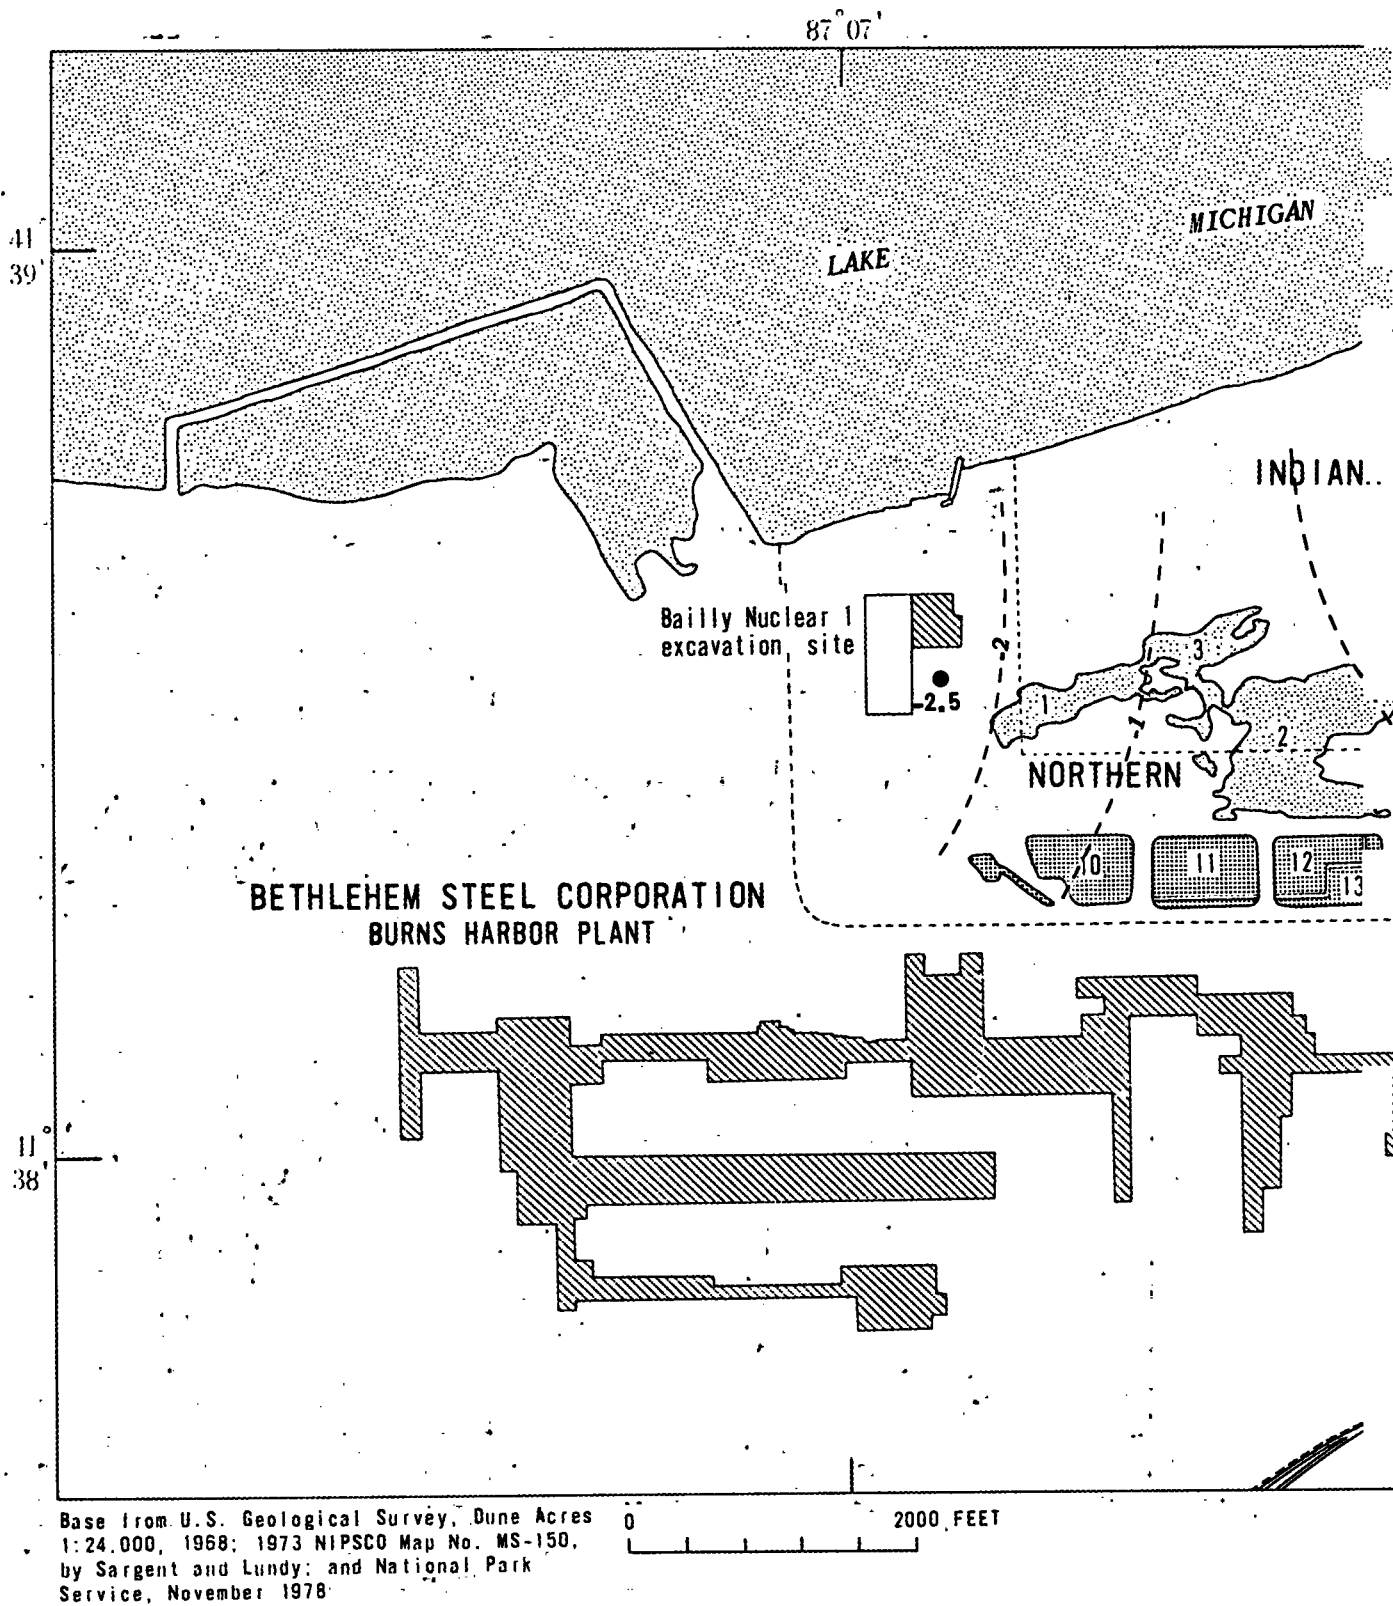 87°07'
MICHIGAN
41
39'
LAKE
INDIAN
-2
Bailly Nuclear 1
excavation site
3
-2.5
1
-1
2
NORTHERN
10
11
12
13
BETHLEHEM STEEL CORPORATION
BURNS HARBOR PLANT
38'
Base from U.S. Geological Survey, Dune Acres
1:24,000, 1968; 1973 NIPSCO Map No. MS-150,
by Sargent and Lundy; and National Park
Service, November 1978
0
2000 FEET